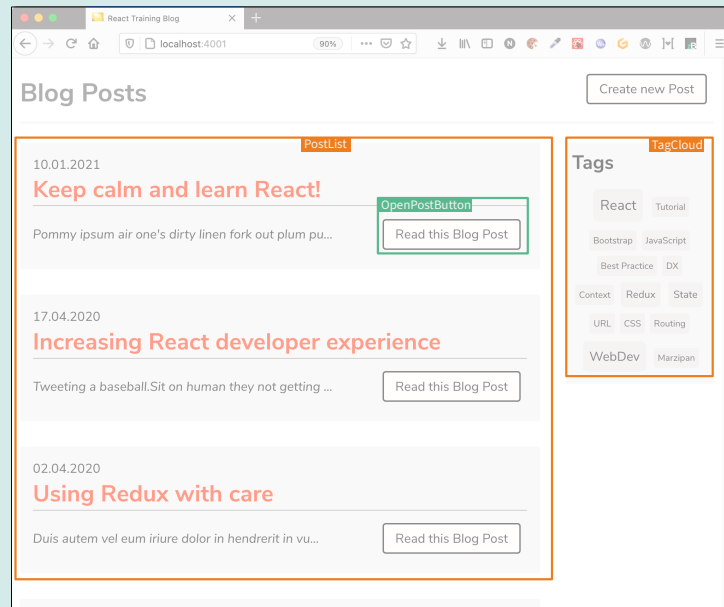 React Training Blog
localhost:4001
90%
Blog Posts
Create new Post
PostList
10.01.2021
Keep calm and learn React!
OpenPostButton
Pommy ipsum air one's dirty linen fork out plum pu...
Read this Blog Post
17.04.2020
Increasing React developer experience
Tweeting a baseball.Sit on human they not getting ...
Read this Blog Post
02.04.2020
Using Redux with care
Duis autem vel eum iriure dolor in hendrerit in vu...
Read this Blog Post
TagCloud
Tags
React Tutorial
Bootstrap JavaScript
Best Practice DX
Context Redux State
URL CSS Routing
WebDev Marzipan